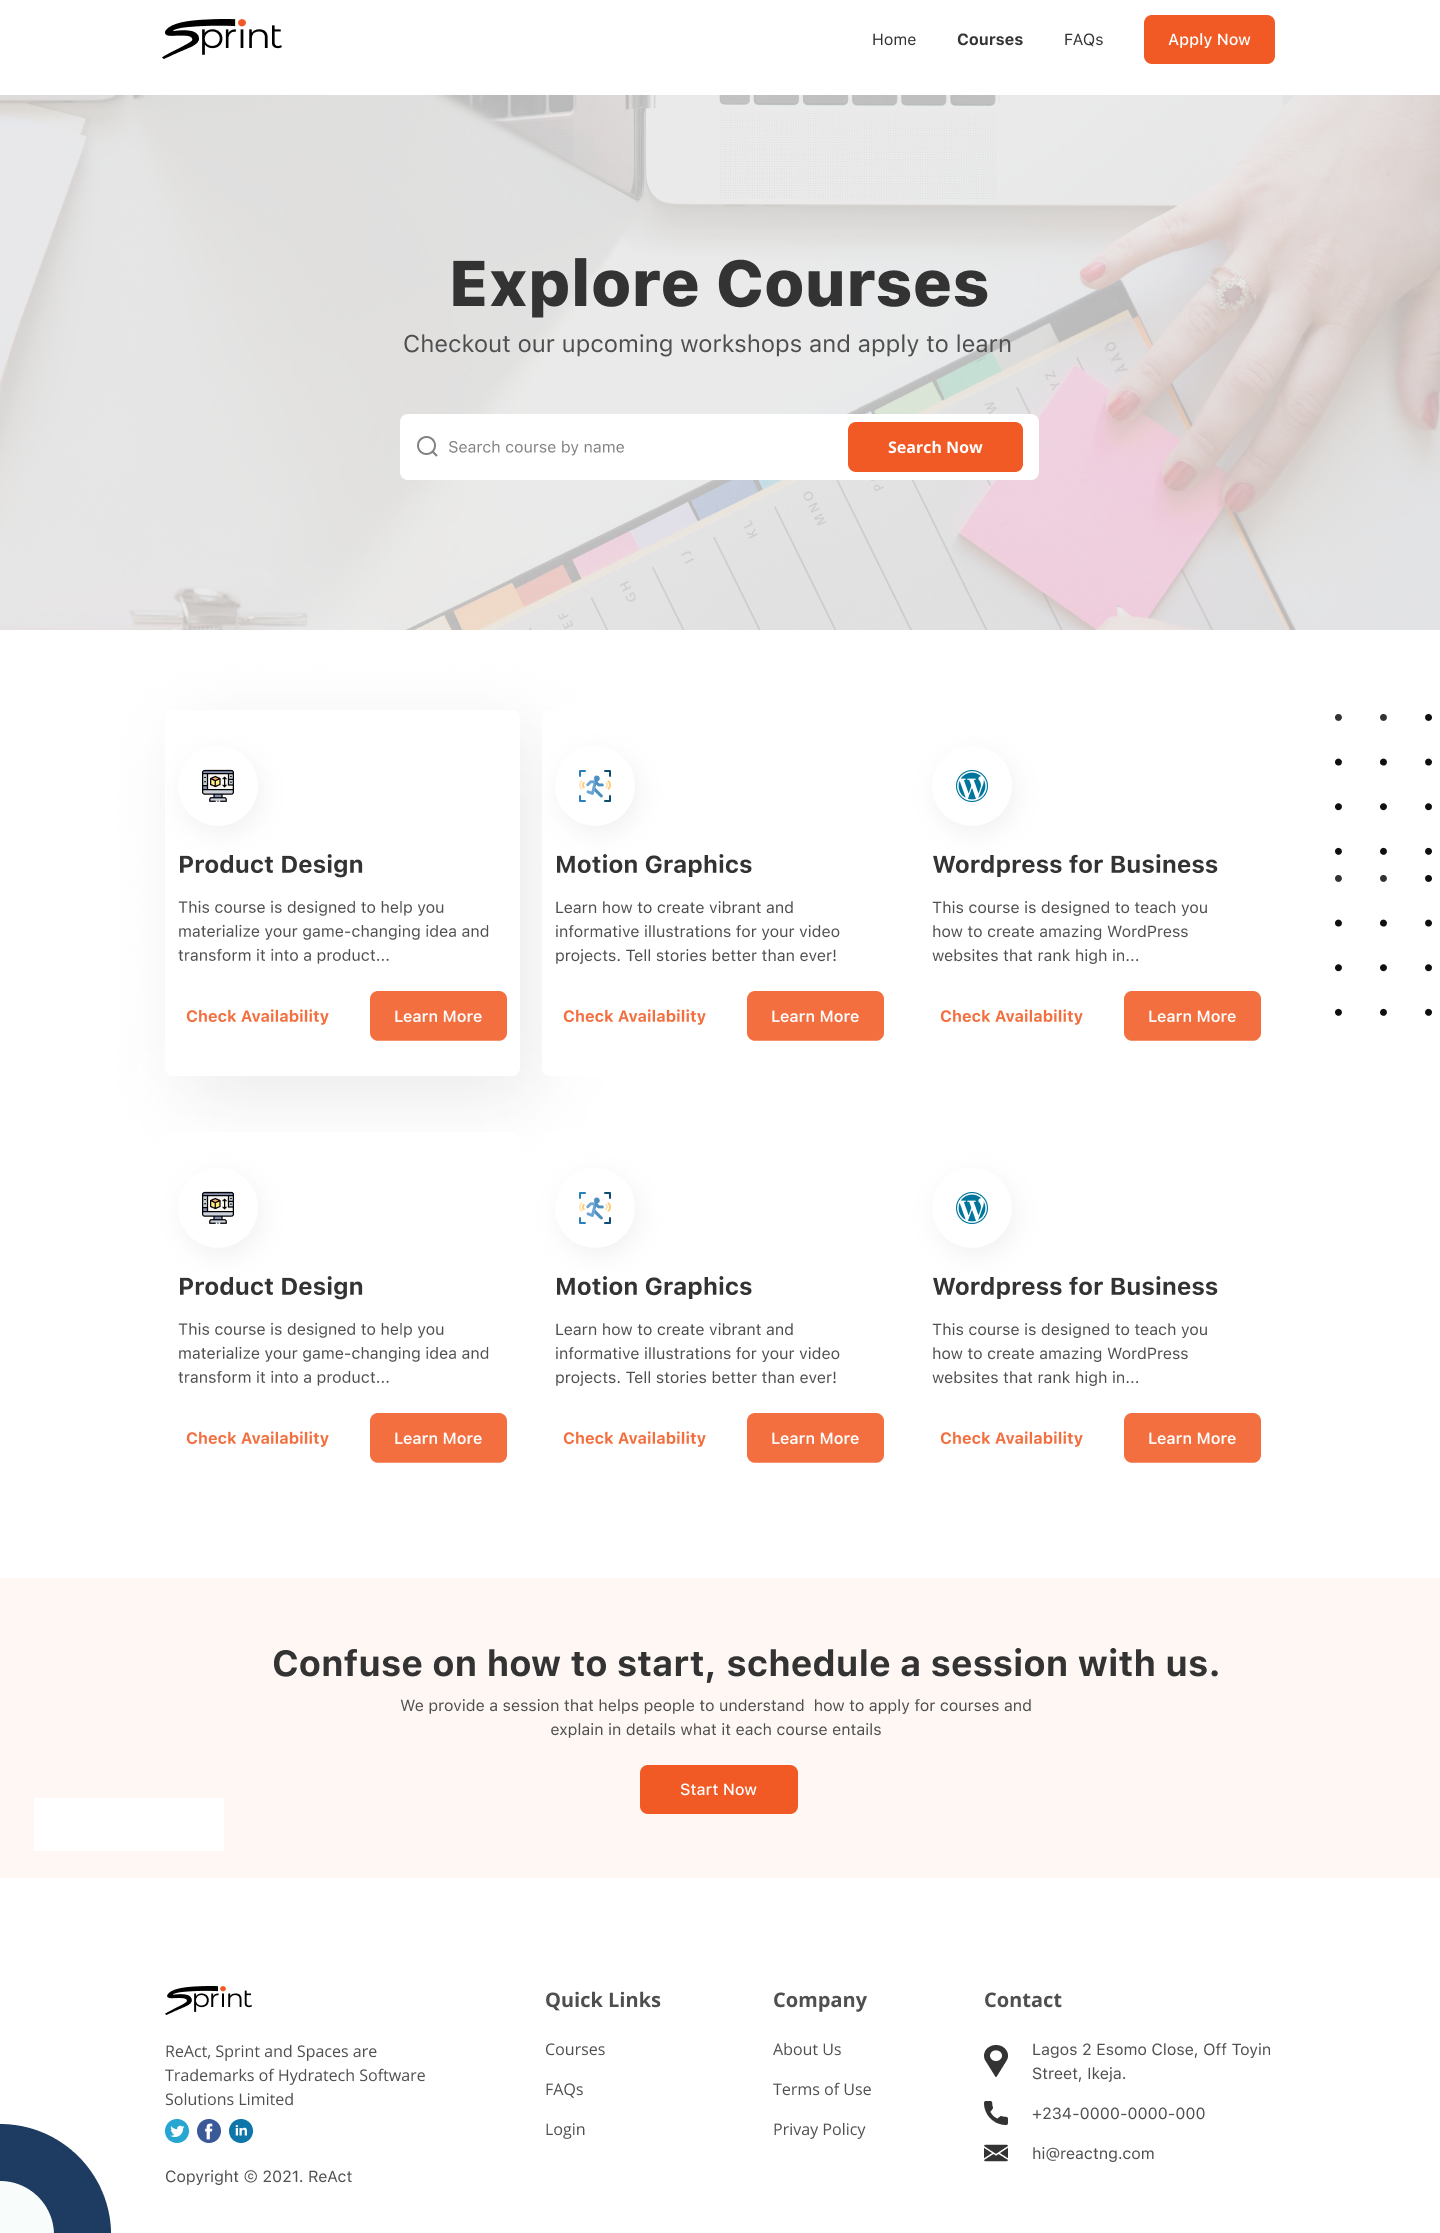 Sprint
Home
Courses
FAQs
Apply Now
Explore Courses
Checkout our upcoming workshops and apply to learn
Search course by name
Search Now
AAQ
YZ
W
P
MNO
KL
IJ
GH
EF
Product Design
This course is designed to help you
materialize your game-changing idea and
transform it into a product...
Check Availability
Learn More
Motion Graphics
Learn how to create vibrant and
informative illustrations for your video
projects. Tell stories better than ever!
Check Availability
Learn More
Wordpress for Business
This course is designed to teach you
how to create amazing WordPress
websites that rank high in...
Check Availability
Learn More
Product Design
This course is designed to help you
materialize your game-changing idea and
transform it into a product...
Check Availability
Learn More
Motion Graphics
Learn how to create vibrant and
informative illustrations for your video
projects. Tell stories better than ever!
Check Availability
Learn More
Wordpress for Business
This course is designed to teach you
how to create amazing WordPress
websites that rank high in...
Check Availability
Learn More
Confuse on how to start, schedule a session with us.
We provide a session that helps people to understand  how to apply for courses and
explain in details what it each course entails
Start Now
Sprint
ReAct, Sprint and Spaces are
Trademarks of Hydratech Software
Solutions Limited
Copyright © 2021. ReAct
Quick Links
Courses
FAQs
Login
Company
About Us
Terms of Use
Privay Policy
Contact
Lagos 2 Esomo Close, Off Toyin
Street, Ikeja.
+234-0000-0000-000
hi@reactng.com